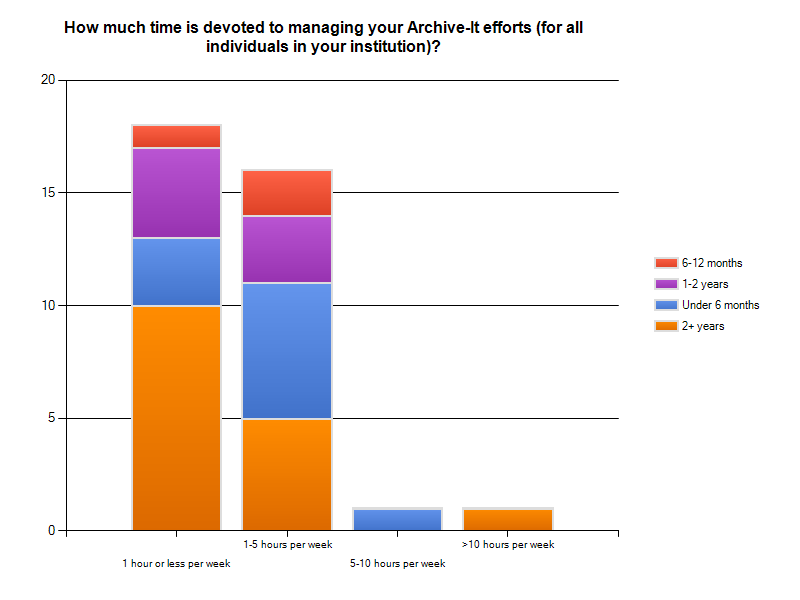 How much time is devoted to managing your Archive-It efforts (for all
individuals in your institution)?
20
15
10
5
0
1 hour or less per week
1-5 hours per week
5-10 hours per week
>10 hours per week
6-12 months
1-2 years
Under 6 months
2+ years